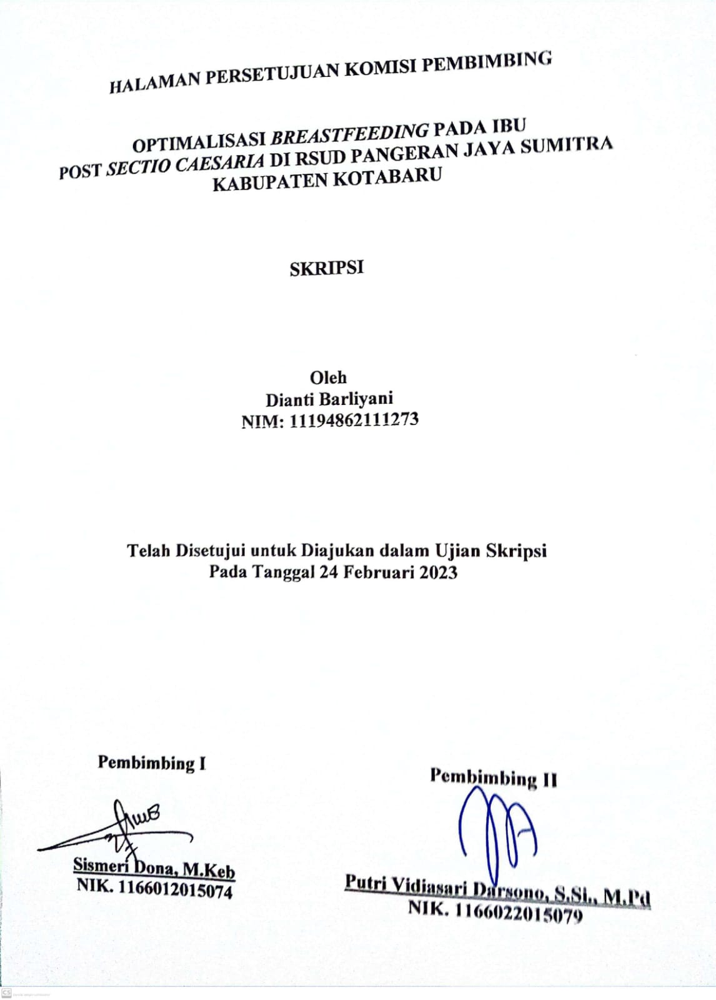 HALAMAN PERSETUJUAN KOMISI PEMBIMBING
OPTIMALISASI BREASTFEEDING PADA IBU
POST SECTIO CAESARIA DI RSUD PANGERAN JAYA SUMITRA
KABUPATEN KOTABARU
SKRIPSI
Oleh
Dianti Barliyani
NIM: 11194862111273
Telah Disetujui untuk Diajukan dalam Ujian Skripsi
Pada Tanggal 24 Februari 2023
Pembimbing I
Sismeri Dona, M.Keb
NIK. 1166012015074
Pembimbing II
Putri Vidiasari Darsono, S.Si., M.Pd
NIK. 1166022015079
CS